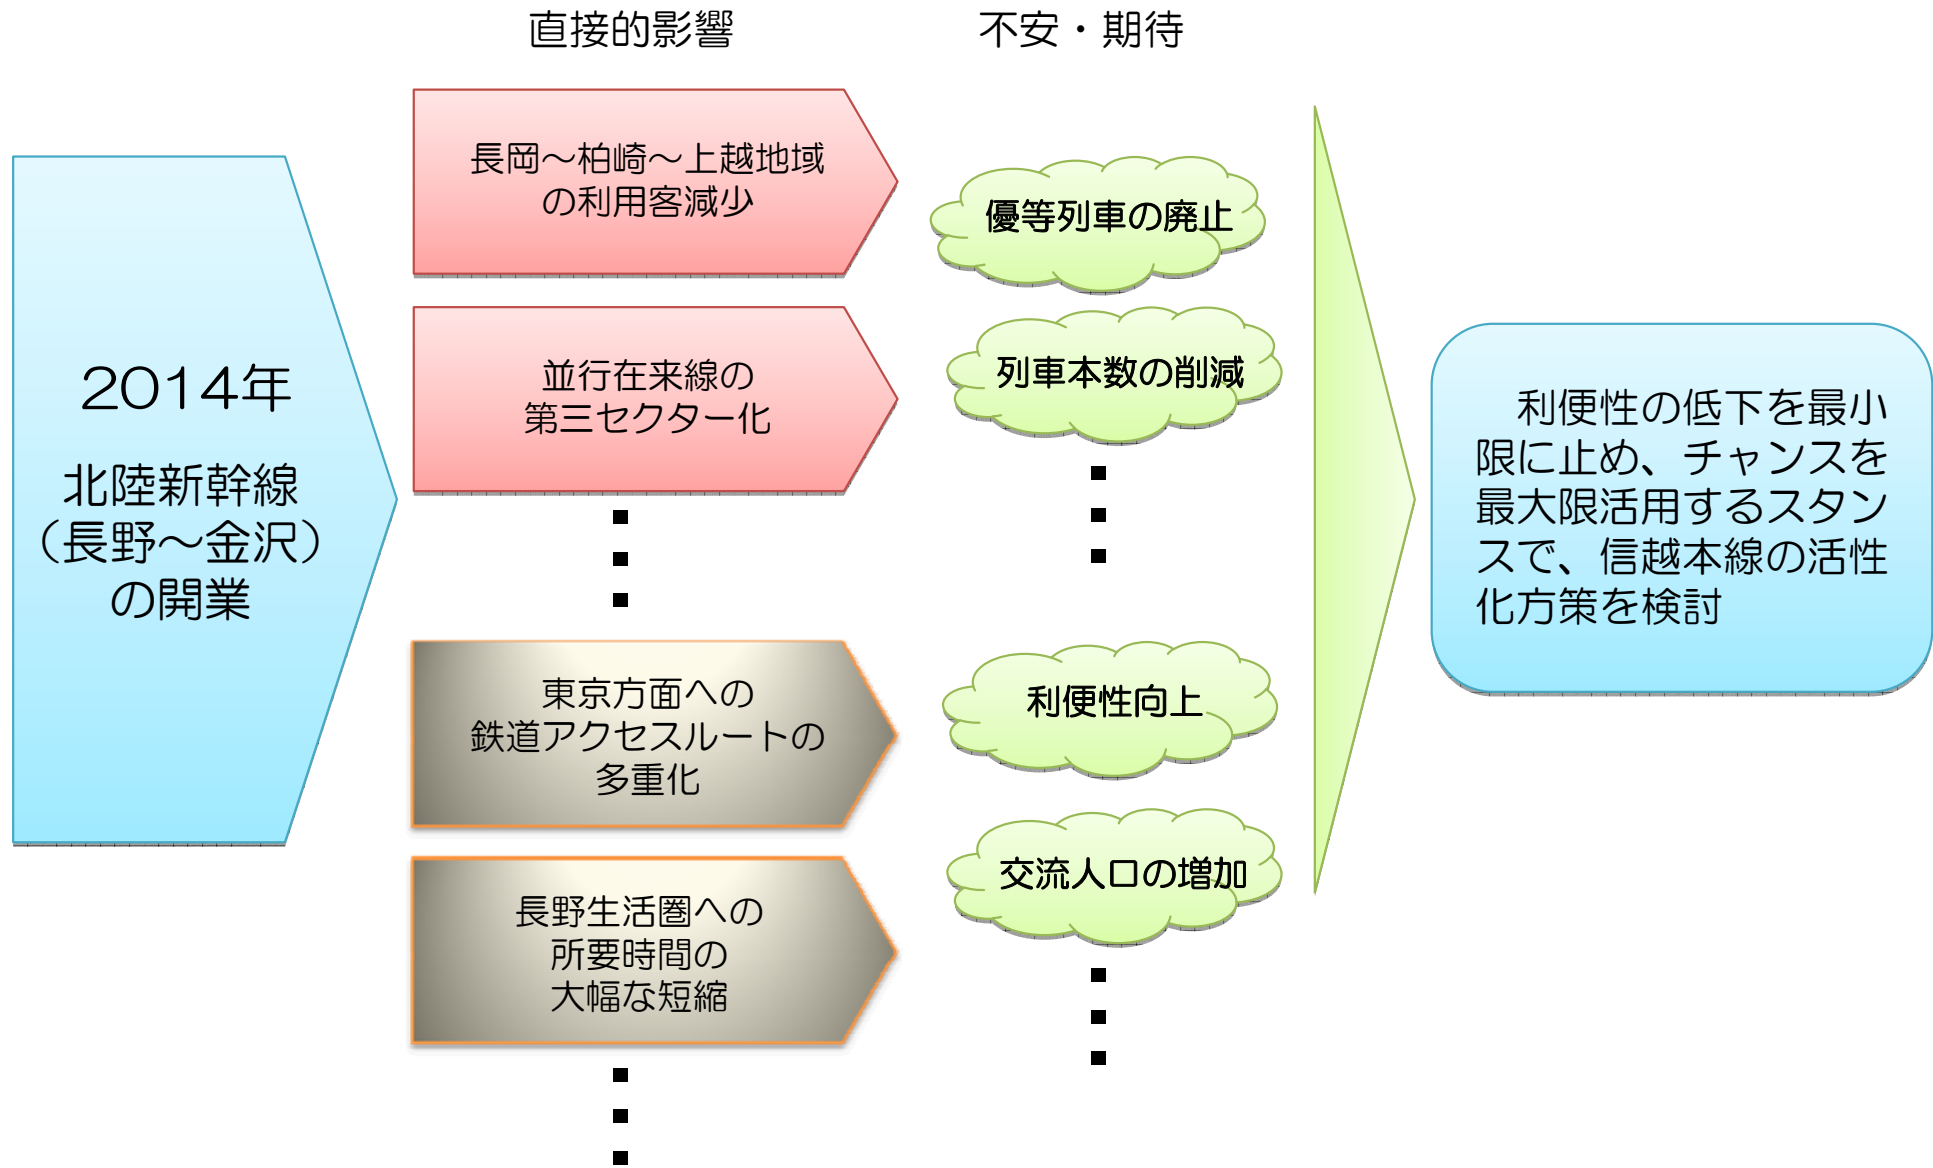 直接的影響
不安・期待
2014年
北陸新幹線
（長野～金沢）
の開業
長岡～柏崎～上越地域
の利用客減少
並行在来線の
第三セクター化
東京方面への
鉄道アクセスルートの
多重化
長野生活圏への
所要時間の
大幅な短縮
優等列車の廃止
列車本数の削減
利便性向上
交流人口の増加
利便性の低下を最小
限に止め、チャンスを
最大限活用するスタン
スで、信越本線の活性
化方策を検討